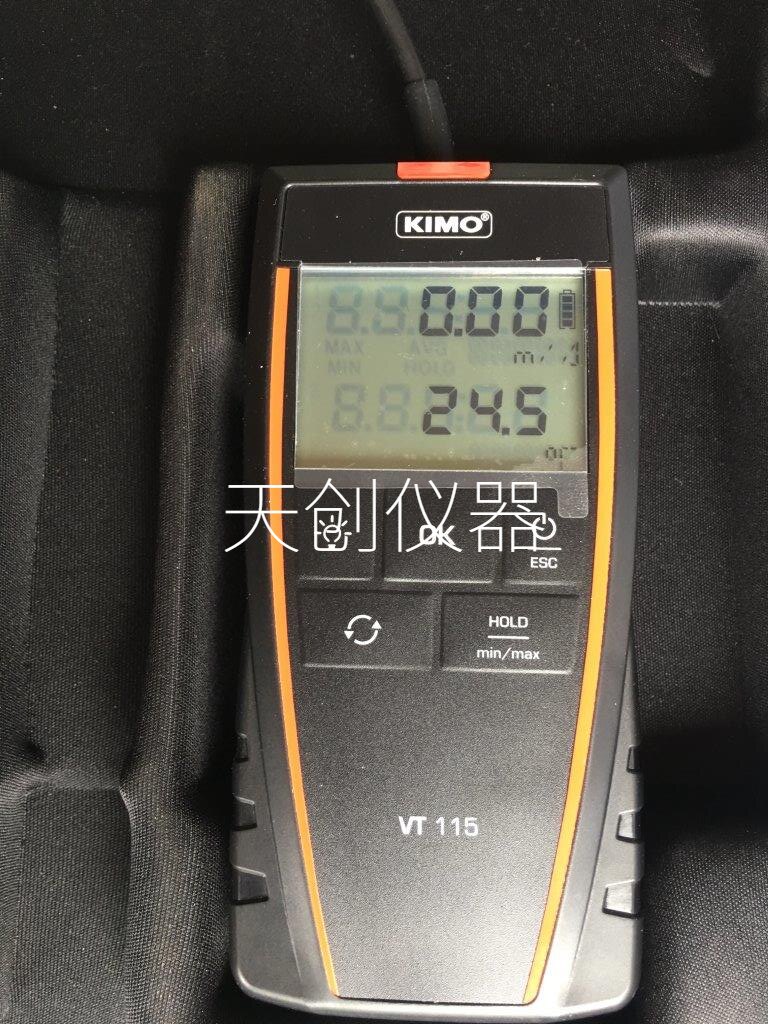 KIMO®
0.00
m/s
MAX AVG
MIN HOLD
24.5
天创仪器
OK
ESC
HOLD
min/max
VT 115